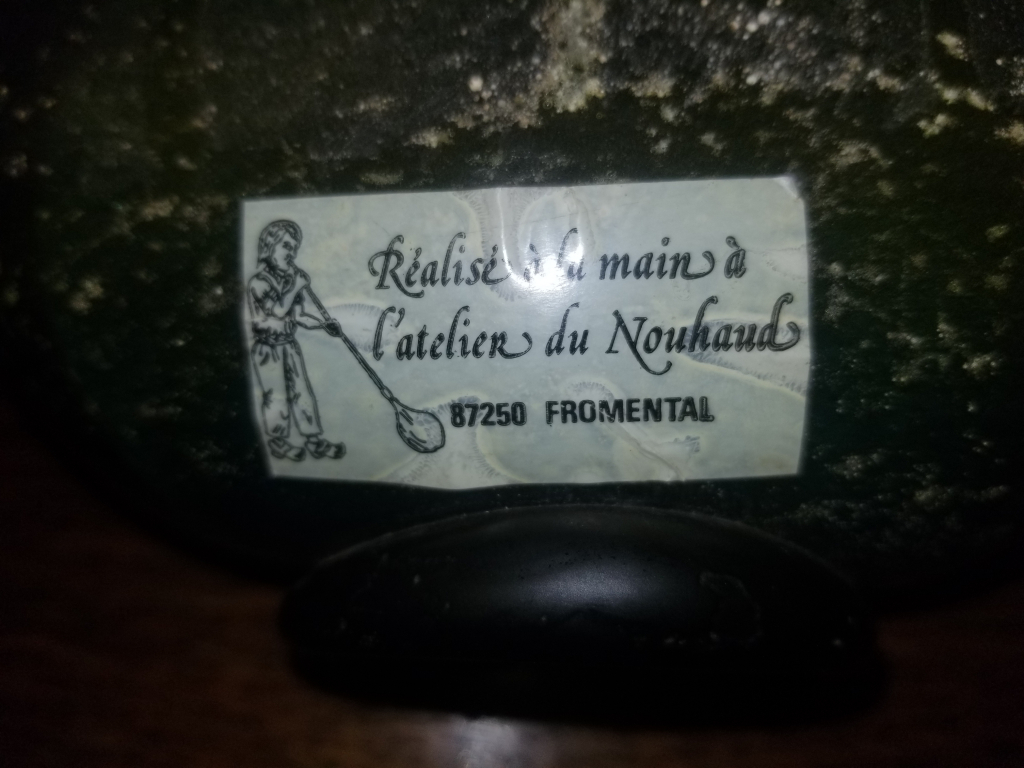 Réalisé à la main à
l'atelier du Nouhaud
87250 FROMENTAL